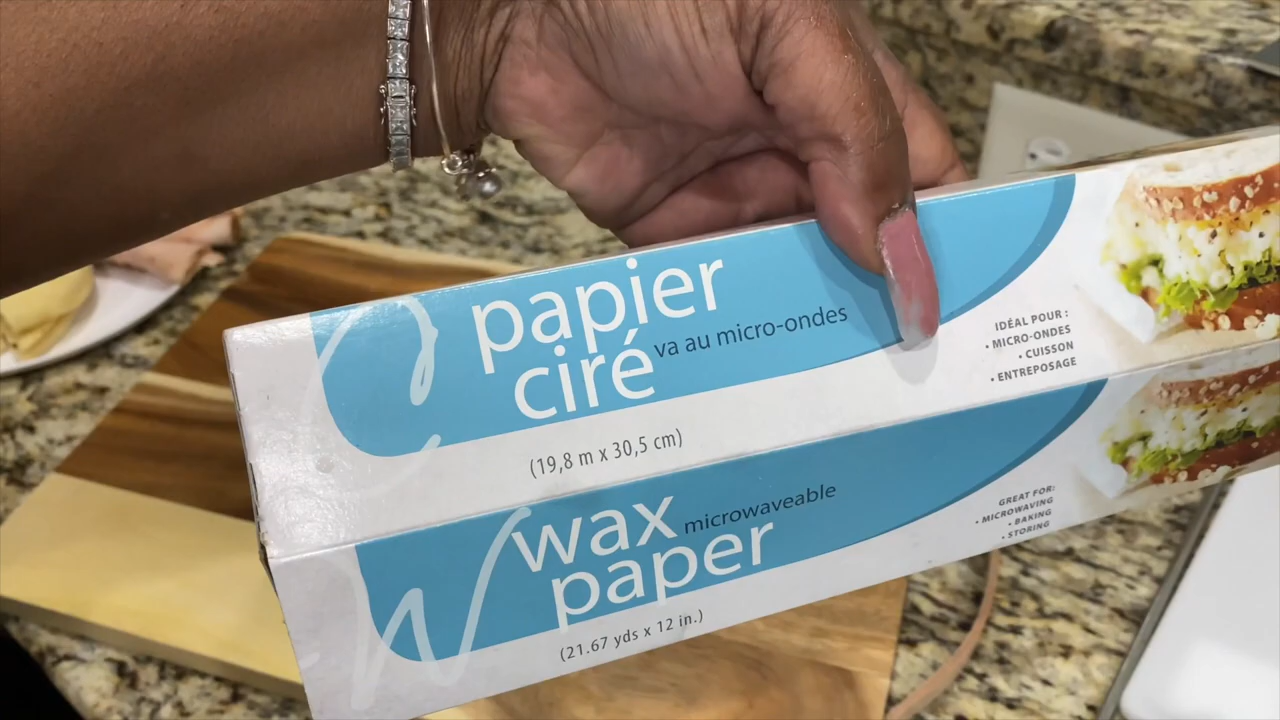 papier
ciré va au micro-ondes
(19,8 m x 30,5 cm)
IDÉAL POUR :
• MICRO-ONDES
• CUISSON
• ENTREPOSAGE
wax microwaveable
paper
(21.67 yds x 12 in.)
GREAT FOR:
• MICROWAVING
• BAKING
• STORING